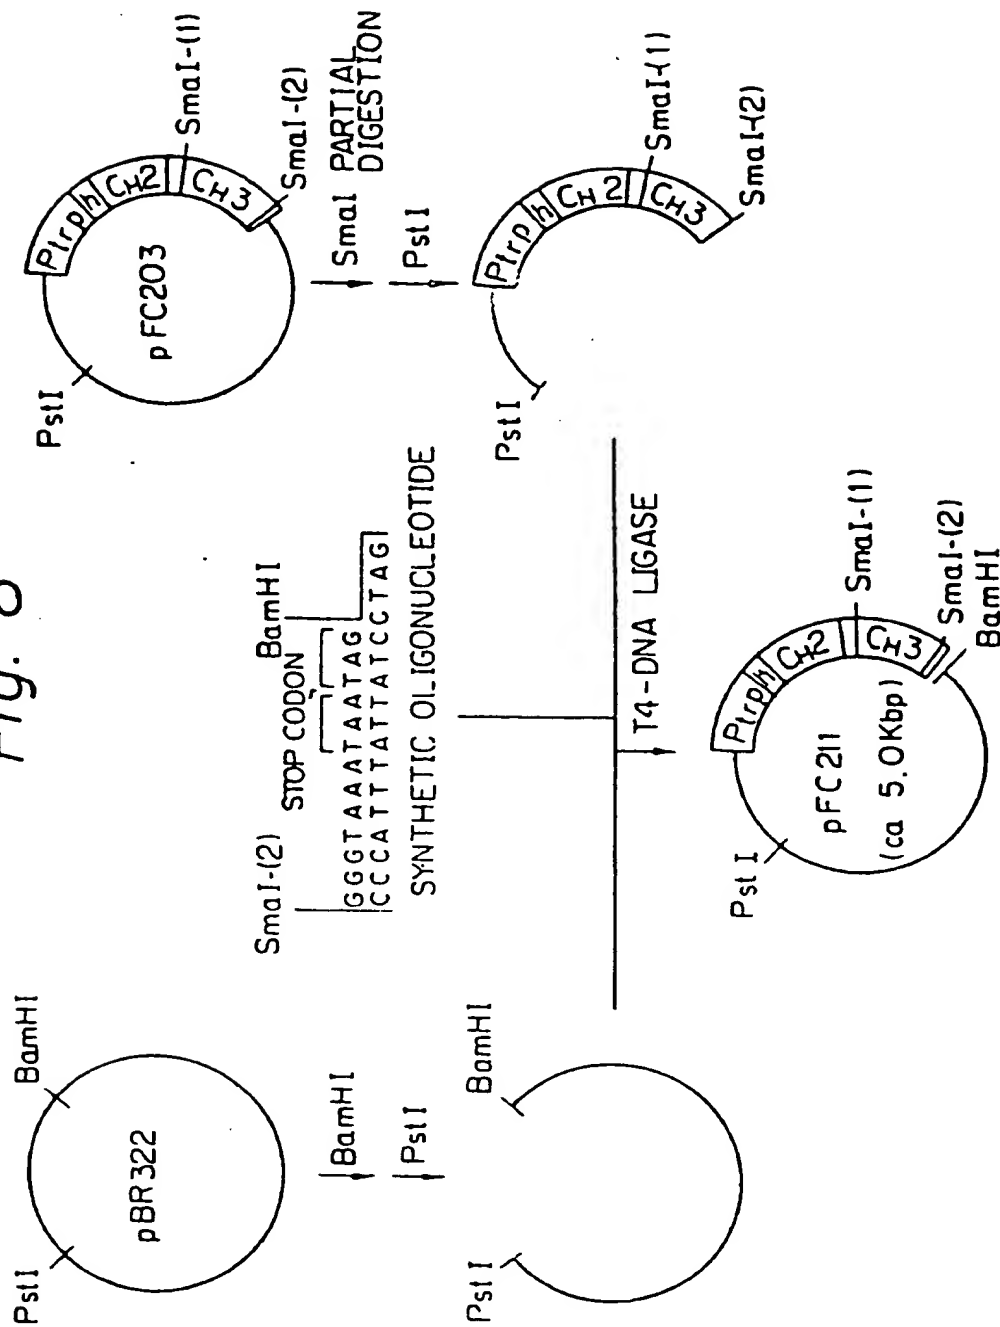 Fig. 8
PstI
BamHI
pBR322
BamHI
PstI
PstI
BamHI
SmaI-(2)
STOP CODON
BamHI
GGGTAAATAATAG
CCCATTTATTATCCTAG
SYNTHETIC OLIGONUCLEOTIDE
PstI
Ptrp
h
CH2
SmaI-(1)
CH3
SmaI-(2)
pFC203
SmaI PARTIAL
DIGESTION
PstI
PstI
Ptrp
h
CH2
SmaI-(1)
CH3
SmaI-(2)
T4-DNA LIGASE
PstI
Ptrp
h
CH2
SmaI-(1)
CH3
SmaI-(2)
BamHI
pFC211
(ca 5.0Kbp)